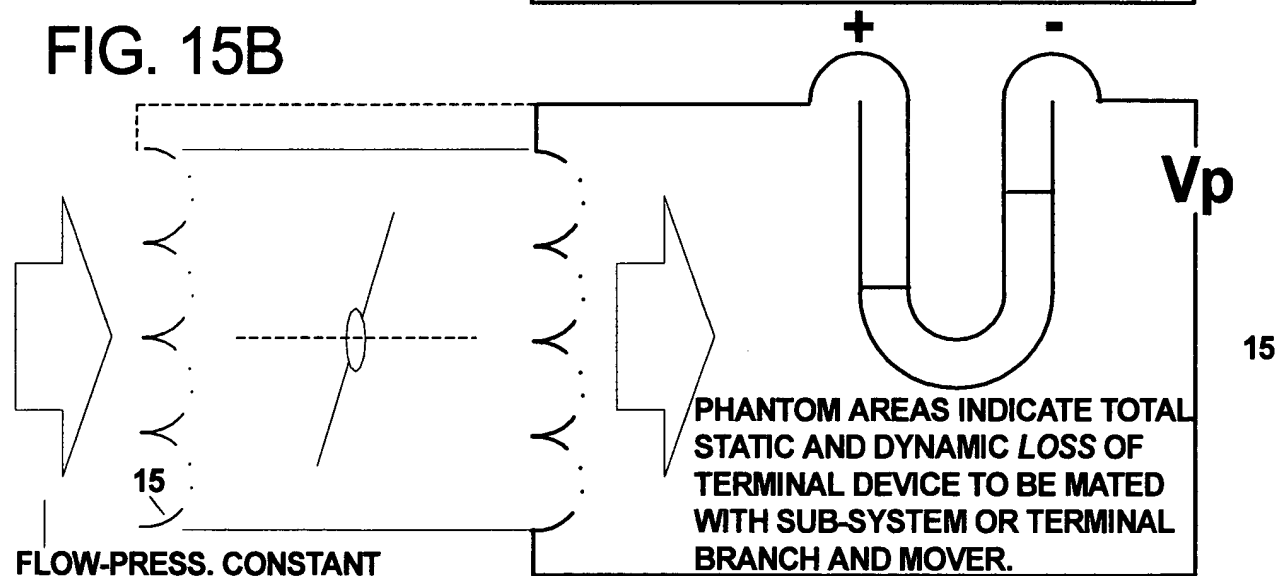 FIG. 15B
+ -
Vp
15
PHANTOM AREAS INDICATE TOTAL
STATIC AND DYNAMIC LOSS OF
TERMINAL DEVICE TO BE MATED
WITH SUB-SYSTEM OR TERMINAL
BRANCH AND MOVER.
15
FLOW-PRESS. CONSTANT